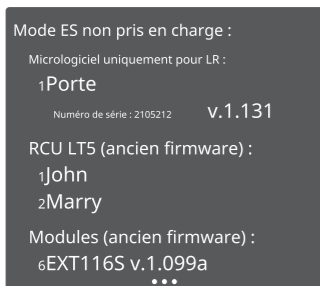 Mode ES non pris en charge :
Micrologiciel uniquement pour LR :
1Porte
Numéro de série : 2105212 v.1.131
RCU LT5 (ancien firmware) :
1John
2Marry
Modules (ancien firmware) :
6EXT116S v.1.099a